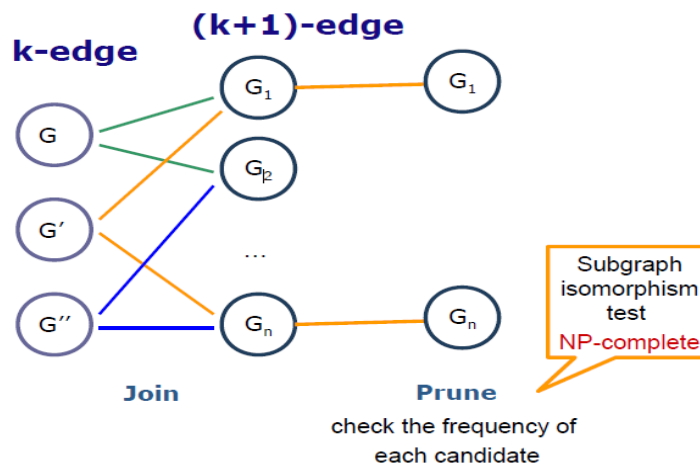 k-edge
(k+1)-edge
G
G'
G''
G₁
G₂
...
Gₙ
G₁
Gₙ
Join
Prune
check the frequency of
each candidate
Subgraph
isomorphism
test
NP-complete